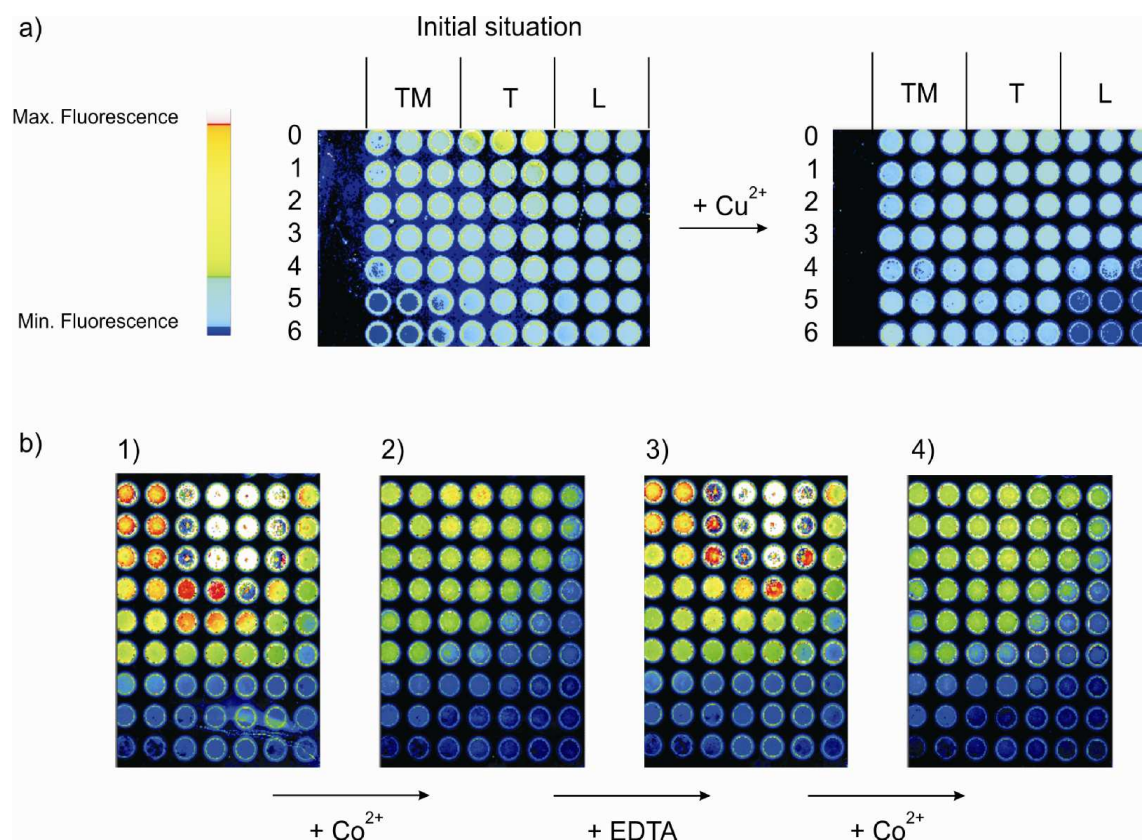 a)
Initial situation
Max. Fluorescence
Min. Fluorescence
TM T L
0
1
2
3
4
5
6
+ Cu²⁺
TM T L
0
1
2
3
4
5
6
b)
1) 2) 3) 4)
+ Co²⁺ + EDTA + Co²⁺